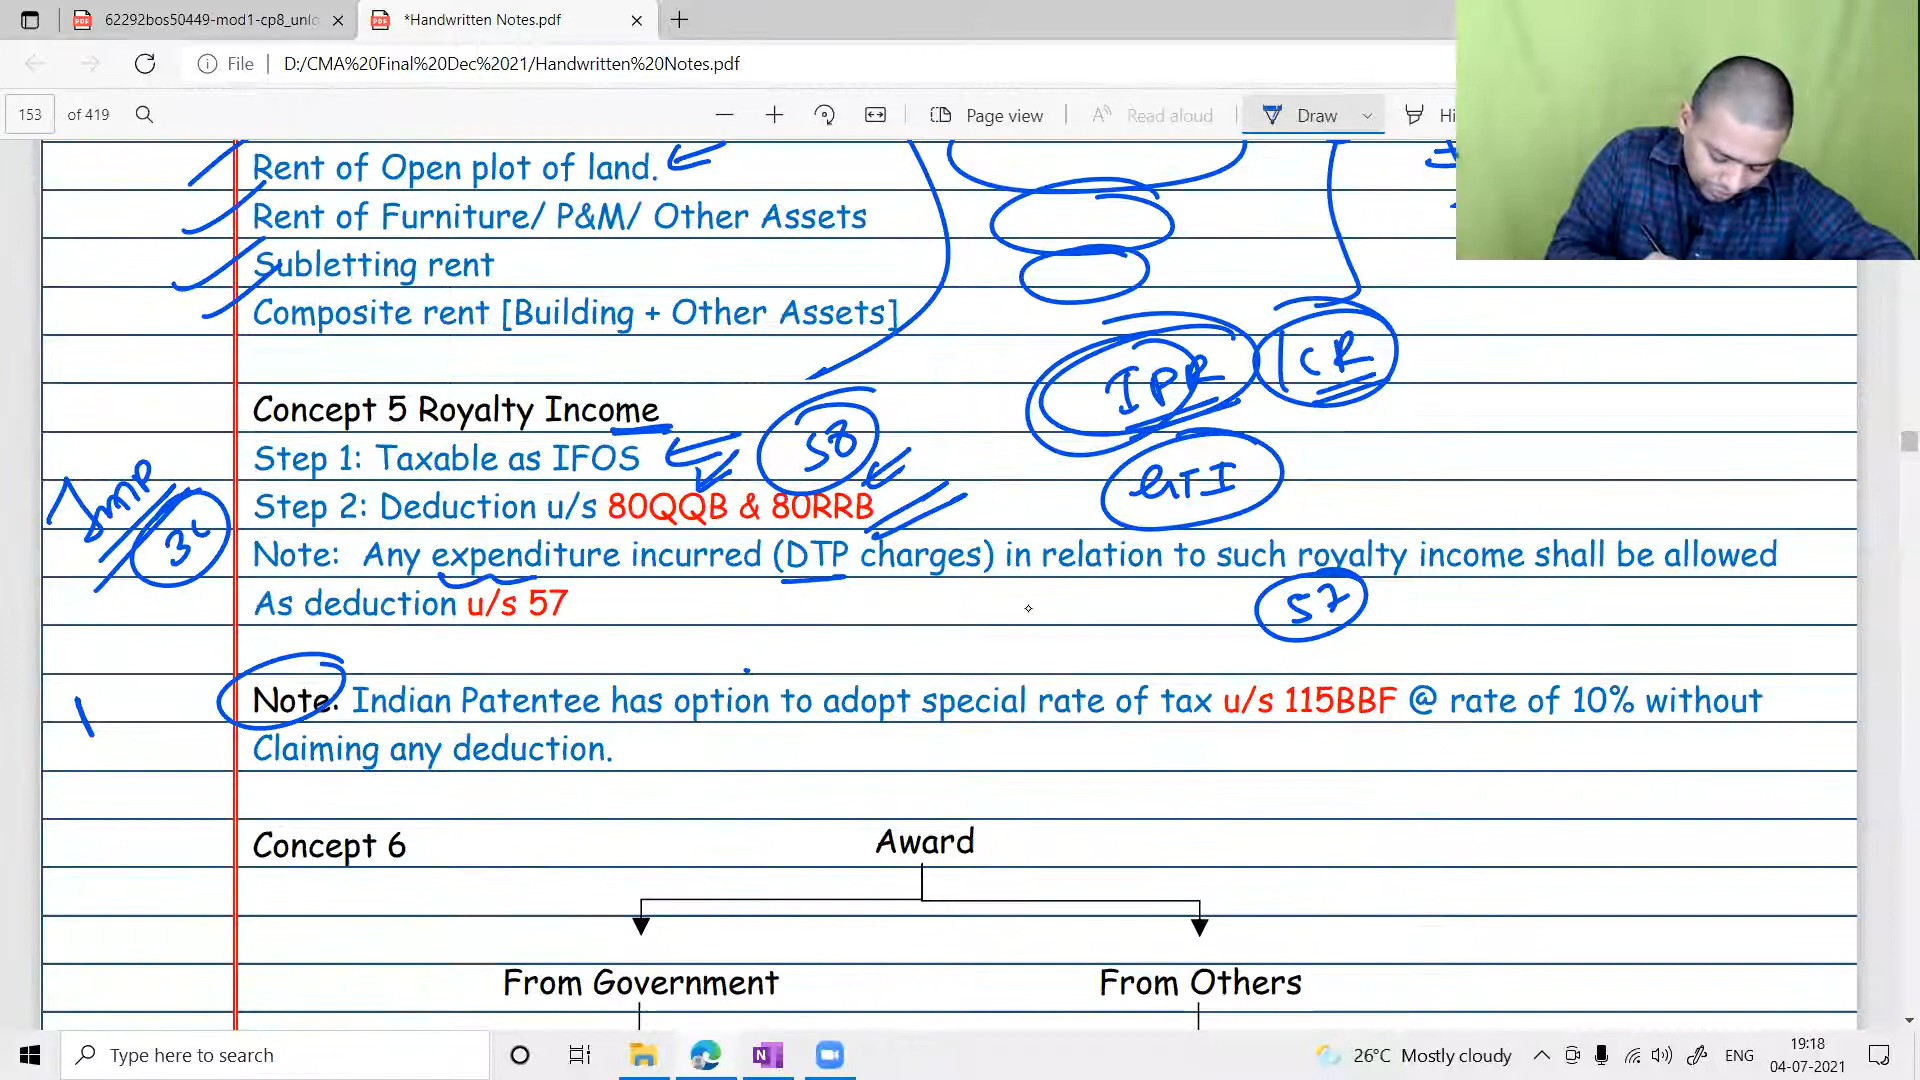 62292bos50449-mod1-cp8_unlo
*Handwritten Notes.pdf
File D:/CMA%20Final%20Dec%2021/Handwritten%20Notes.pdf
153 of 419 Page view Read aloud Draw Hi
Rent of Open plot of land.
Rent of Furniture/ P&M/ Other Assets
Subletting rent
Composite rent [Building + Other Assets]
IPR ICR
Concept 5 Royalty Income
Step 1: Taxable as IFOS 58
GTI
Step 2: Deduction u/s 80QQB & 80RRB
Imp
Note: Any expenditure incurred (DTP charges) in relation to such royalty income shall be allowed
As deduction u/s 57
57
Note: Indian Patentee has option to adopt special rate of tax u/s 115BBF @ rate of 10% without
Claiming any deduction.
Concept 6 Award
From Government From Others
Type here to search
26°C Mostly cloudy ENG 19:18
04-07-2021